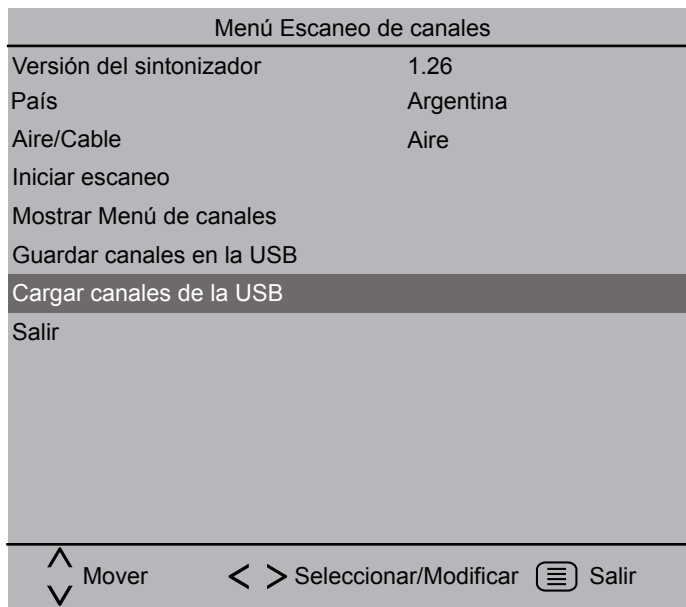 Menú Escaneo de canales
Versión del sintonizador 1.26
País Argentina
Aire/Cable Aire
Iniciar escaneo
Mostrar Menú de canales
Guardar canales en la USB
Cargar canales de la USB
Salir
Mover Seleccionar/Modificar Salir